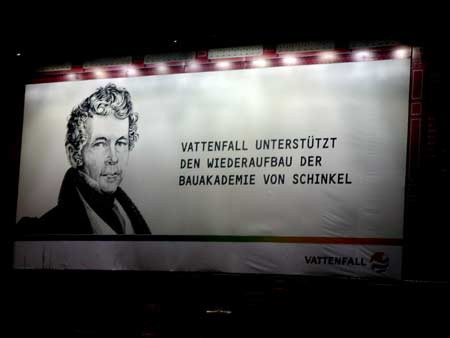 VATTENFALL UNTERSTÜTZT
DEN WIEDERAUFBAU DER
BAUAKADEMIE VON SCHINKEL
VATTENFALL